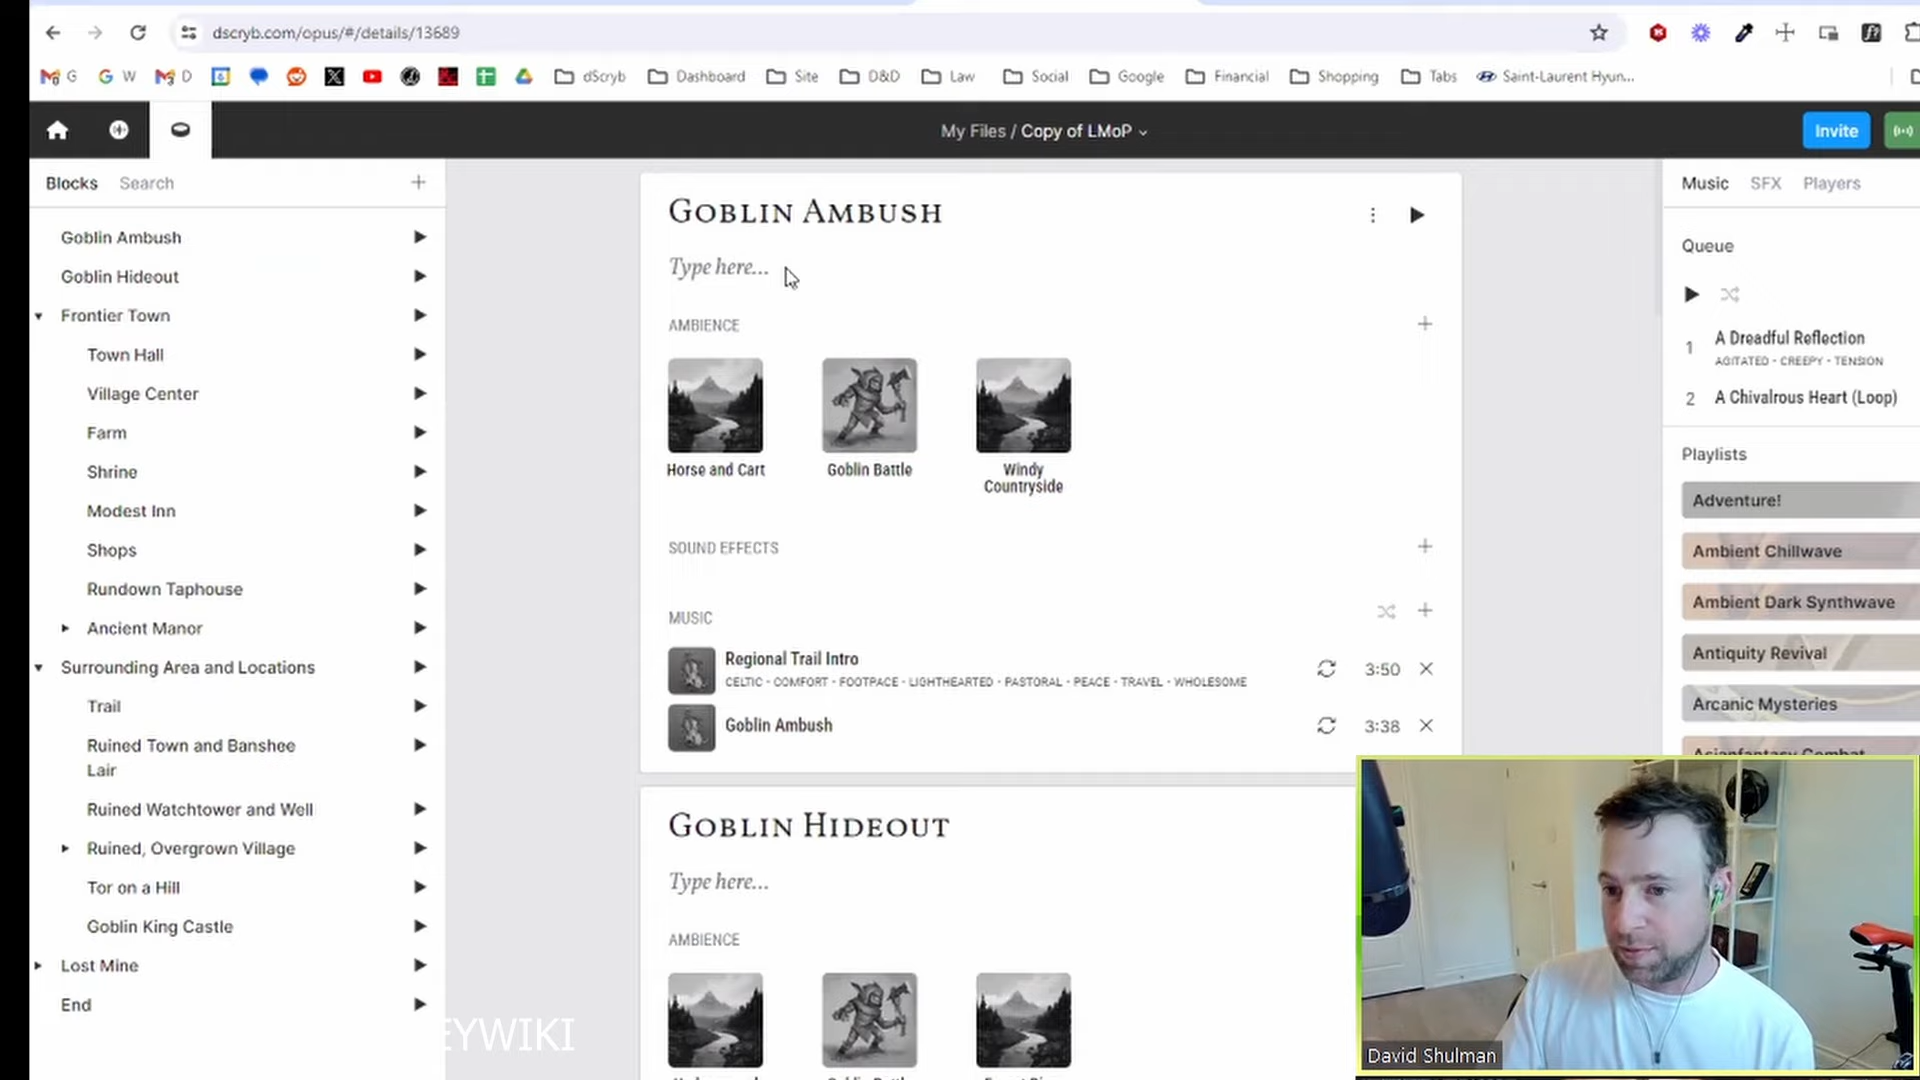 dscryb.com/opus/#/details/13689
G W D dScryb Dashboard Site D&D Law Social Google Financial Shopping Tabs Saint-Laurent Hyun...
My Files / Copy of LMoP
Invite
Blocks Search
Goblin Ambush
Goblin Hideout
Frontier Town
Town Hall
Village Center
Farm
Shrine
Modest Inn
Shops
Rundown Taphouse
Ancient Manor
Surrounding Area and Locations
Trail
Ruined Town and Banshee
Lair
Ruined Watchtower and Well
Ruined, Overgrown Village
Tor on a Hill
Goblin King Castle
Lost Mine
End
EYWIKI
GOBLIN AMBUSH
Type here...
AMBIENCE
Horse and Cart
Goblin Battle
Windy
Countryside
SOUND EFFECTS
MUSIC
Regional Trail Intro
CELTIC - COMFORT - FOOTPACE - LIGHTHEARTED - PASTORAL - PEACE - TRAVEL - WHOLESOME
3:50
Goblin Ambush
3:38
GOBLIN HIDEOUT
Type here...
AMBIENCE
Music SFX Players
Queue
1 A Dreadful Reflection
AGITATED - CREEPY - TENSION
2 A Chivalrous Heart (Loop)
Playlists
Adventure!
Ambient Chillwave
Ambient Dark Synthwave
Antiquity Revival
Arcanic Mysteries
Asianfantasy Combat
David Shulman